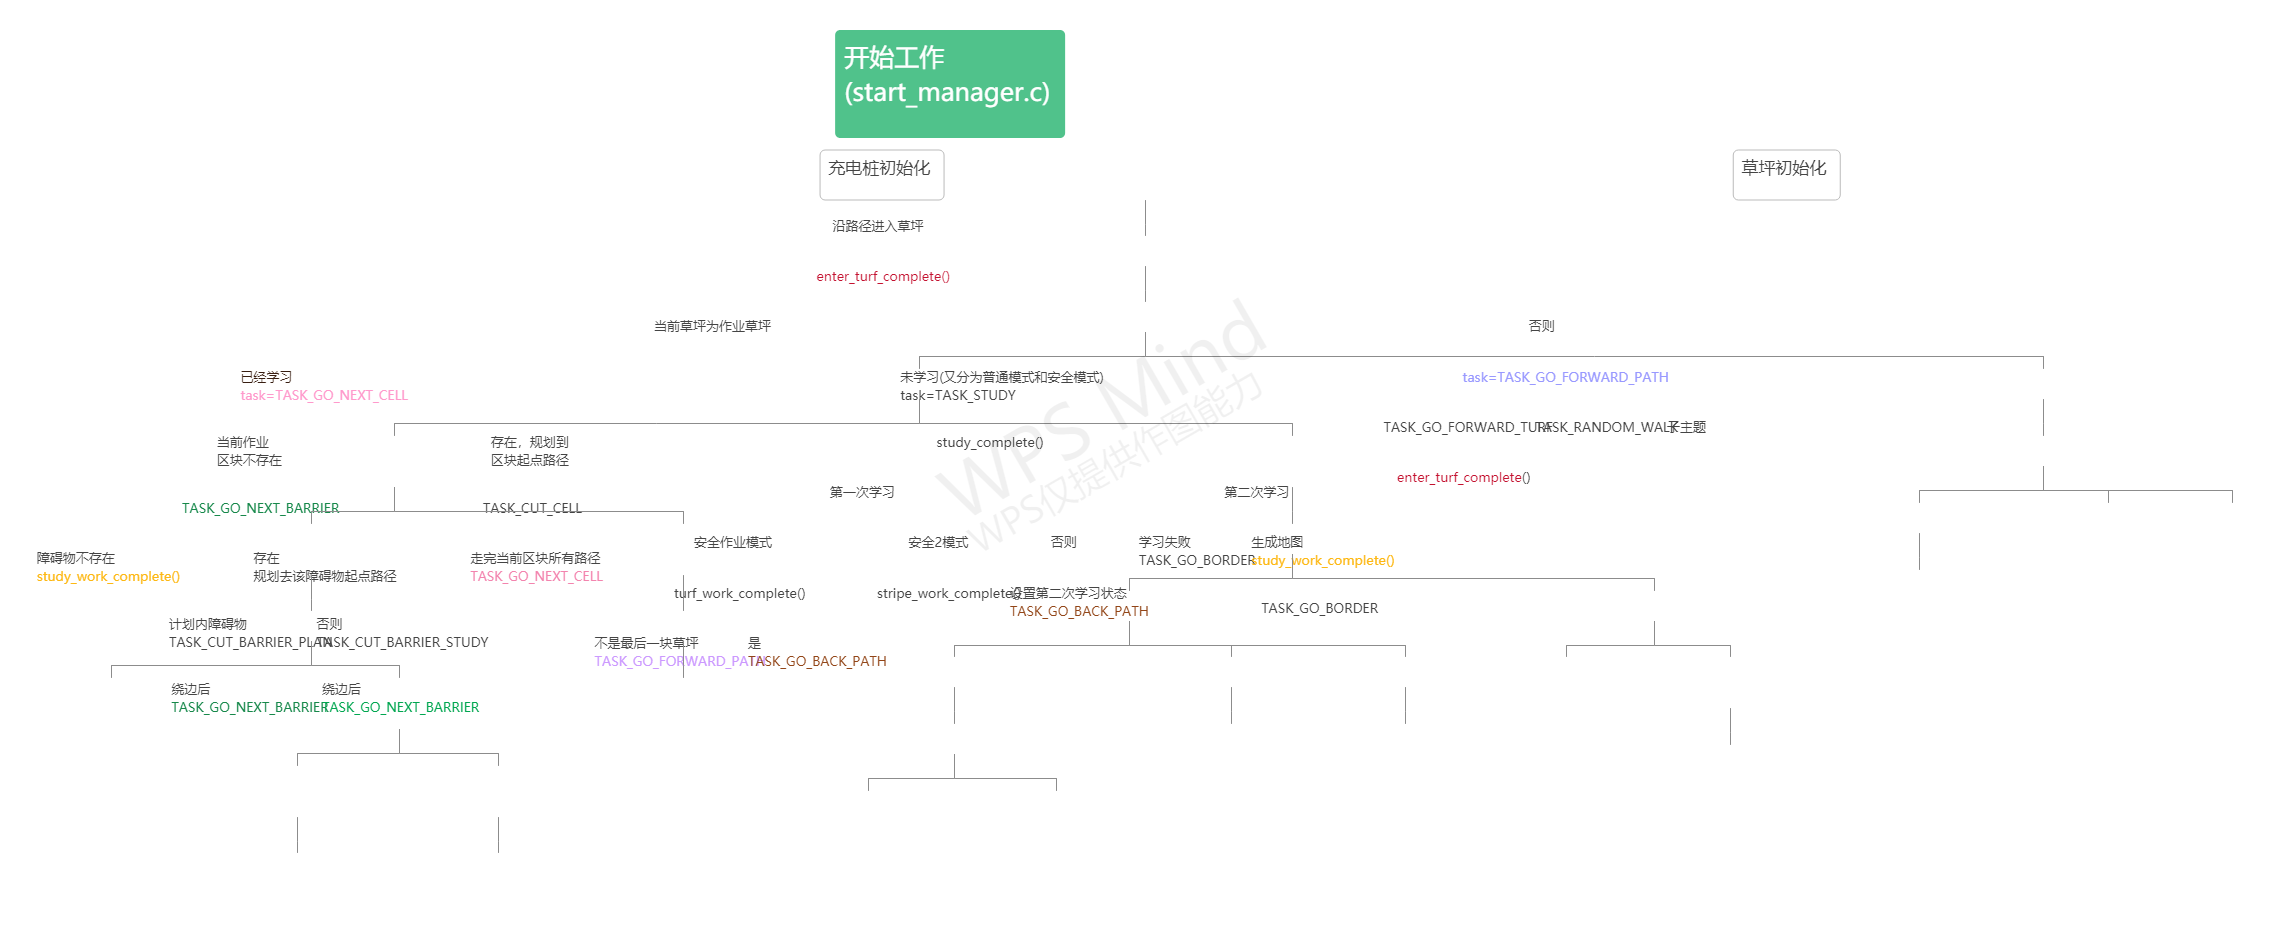 开始工作
(start_manager.c)
充电桩初始化
草坪初始化
沿路径进入草坪
enter_turf_complete()
当前草坪为作业草坪
否则
已经学习
task=TASK_GO_NEXT_CELL
未学习(又分为普通模式和安全模式)
task=TASK_STUDY
task=TASK_GO_FORWARD_PATH
当前作业
区块不存在
存在，规划到
区块起点路径
study_complete()
TASK_GO_FORWARD_TURF
TASK_RANDOM_WALK
子主题
enter_turf_complete()
第一次学习
第二次学习
TASK_GO_NEXT_BARRIER
TASK_CUT_CELL
障碍物不存在
study_work_complete()
存在
规划去该障碍物起点路径
走完当前区块所有路径
TASK_GO_NEXT_CELL
安全作业模式
安全2模式
否则
学习失败
TASK_GO_BORDER
生成地图
study_work_complete()
turf_work_complete()
stripe_work_complete()
设置第二次学习状态
TASK_GO_BACK_PATH
TASK_GO_BORDER
计划内障碍物
TASK_CUT_BARRIER_PLAN
否则
TASK_CUT_BARRIER_STUDY
不是最后一块草坪
TASK_GO_FORWARD_PATH
是
TASK_GO_BACK_PATH
绕边后
TASK_GO_NEXT_BARRIER
绕边后
TASK_GO_NEXT_BARRIER
WPS Mind
WPS仅提供作图能力